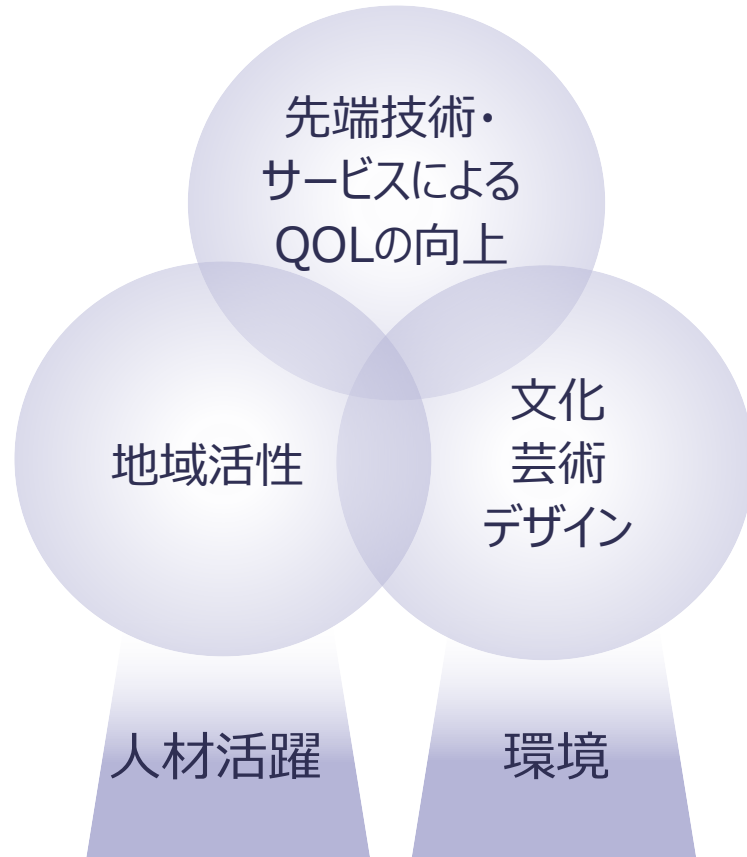 先端技術・
サービスによる
QOLの向上
地域活性
文化
芸術
デザイン
人材活躍
環境